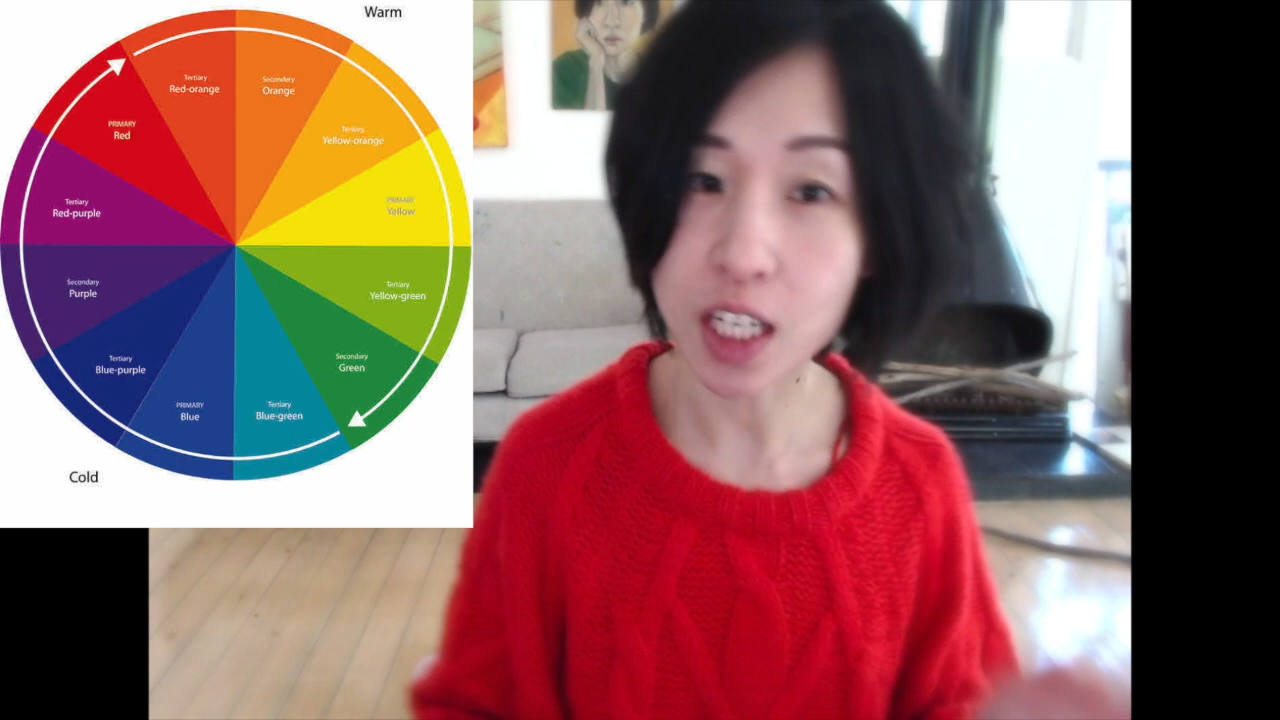 Warm
Tertiary
Red-orange
Secondary
Orange
PRIMARY
Red
Tertiary
Yellow-orange
Tertiary
Red-purple
PRIMARY
Yellow
Secondary
Purple
Tertiary
Yellow-green
Tertiary
Blue-purple
Secondary
Green
PRIMARY
Blue
Tertiary
Blue-green
Cold